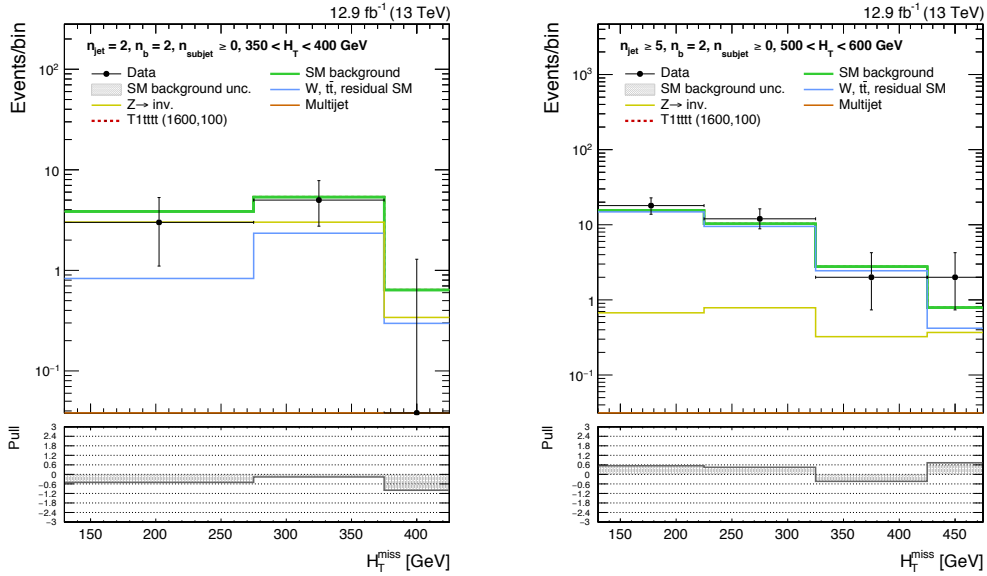 12.9 fb⁻¹ (13 TeV)
n_jet = 2, n_b = 2, n_subjet ≥ 0, 350 < H_T < 400 GeV
Data
SM background
SM background unc.
W, tt̄, residual SM
Z→ inv.
Multijet
T1tttt (1600,100)
Events/bin
10²
10
1
10⁻¹
Pull
3
2.4
1.8
1.2
0.6
0
−0.6
−1.2
−1.8
−2.4
−3
150 200 250 300 350 400
H_T^miss [GeV]
12.9 fb⁻¹ (13 TeV)
n_jet ≥ 5, n_b = 2, n_subjet ≥ 0, 500 < H_T < 600 GeV
Data
SM background
SM background unc.
W, tt̄, residual SM
Z→ inv.
Multijet
T1tttt (1600,100)
Events/bin
10³
10²
10
1
10⁻¹
Pull
3
2.4
1.8
1.2
0.6
0
−0.6
−1.2
−1.8
−2.4
−3
150 200 250 300 350 400 450
H_T^miss [GeV]